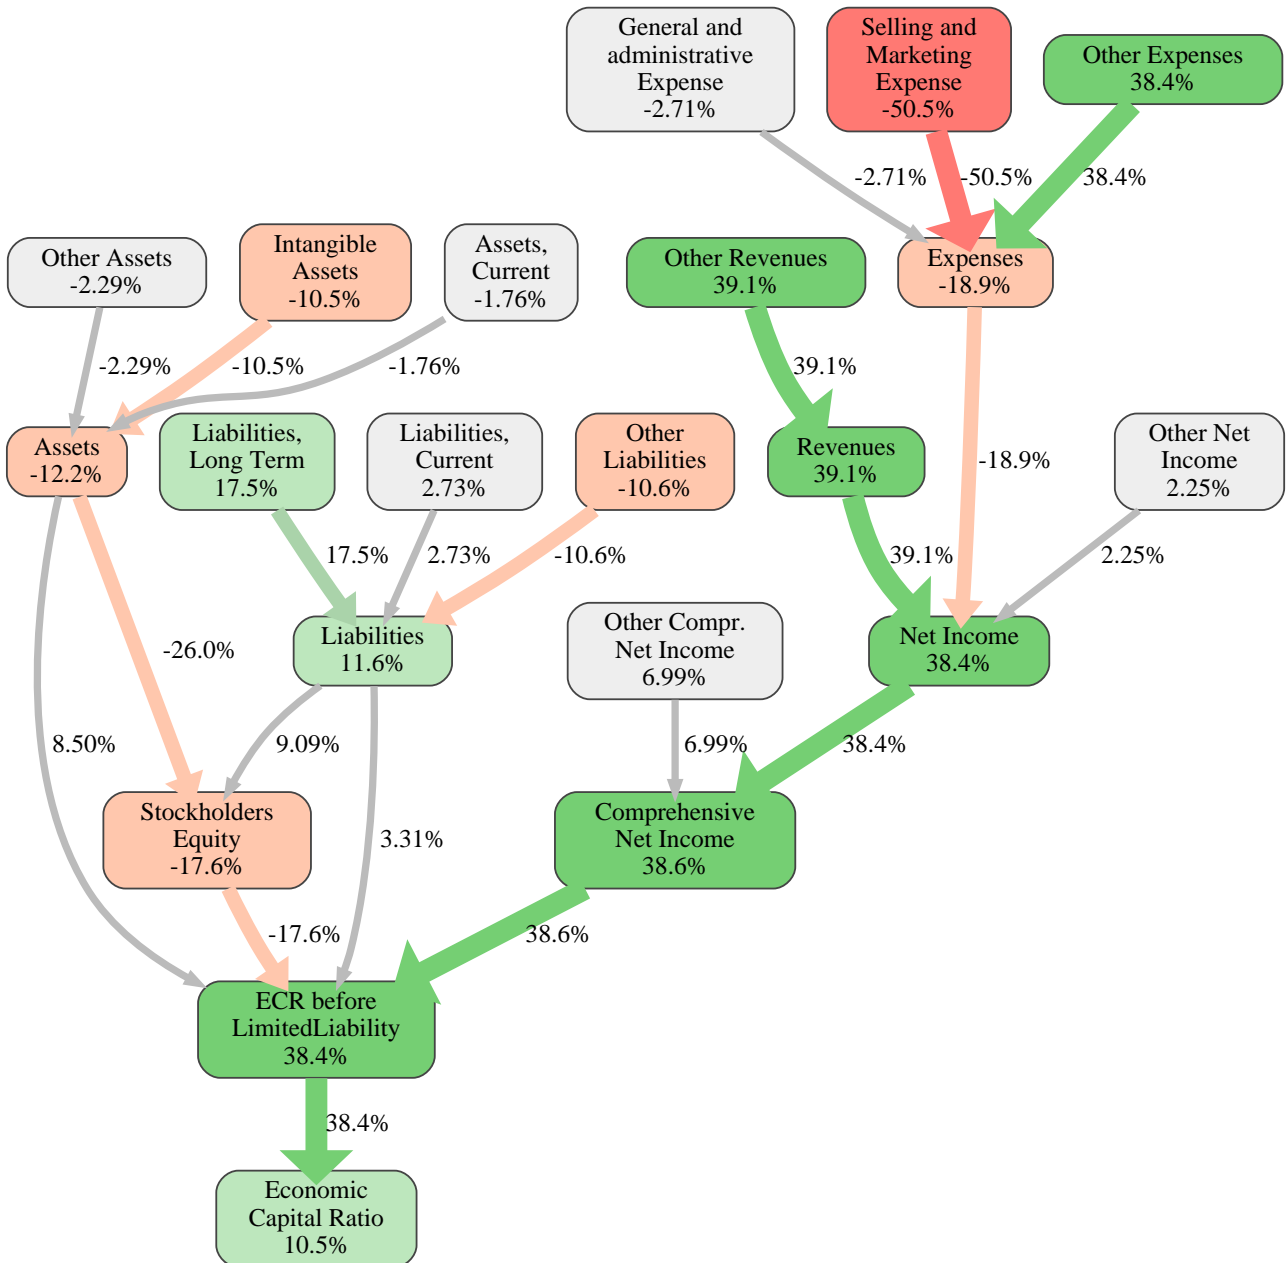 General and
administrative
Expense
-2.71%
Selling and
Marketing
Expense
-50.5%
Other Expenses
38.4%
-2.71%
-50.5%
38.4%
Other Assets
-2.29%
Intangible
Assets
-10.5%
Assets,
Current
-1.76%
Other Revenues
39.1%
Expenses
-18.9%
-2.29%
-10.5%
-1.76%
39.1%
-18.9%
Assets
-12.2%
Liabilities,
Long Term
17.5%
Liabilities,
Current
2.73%
Other
Liabilities
-10.6%
Revenues
39.1%
Other Net
Income
2.25%
17.5%
2.73%
-10.6%
39.1%
2.25%
-26.0%
Liabilities
11.6%
Other Compr.
Net Income
6.99%
Net Income
38.4%
8.50%
9.09%
6.99%
38.4%
Stockholders
Equity
-17.6%
3.31%
Comprehensive
Net Income
38.6%
-17.6%
38.6%
ECR before
LimitedLiability
38.4%
38.4%
Economic
Capital Ratio
10.5%